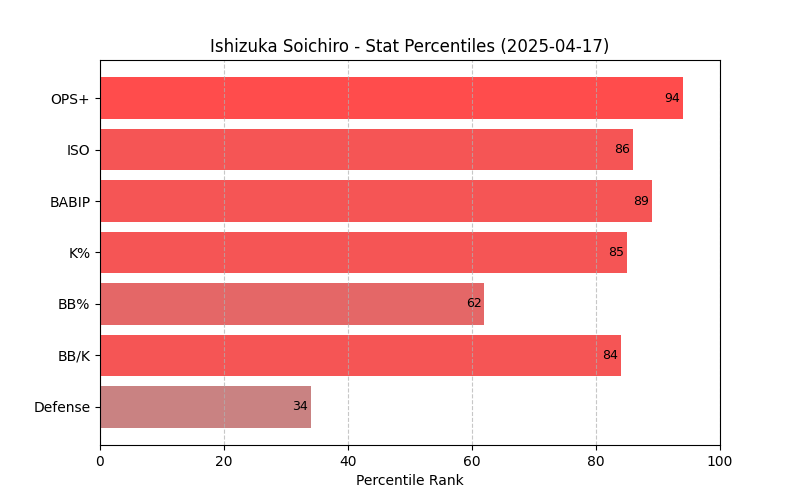 Ishizuka Soichiro - Stat Percentiles (2025-04-17)
OPS+ 94
ISO 86
BABIP 89
K% 85
BB% 62
BB/K 84
Defense 34
0 20 40 60 80 100
Percentile Rank